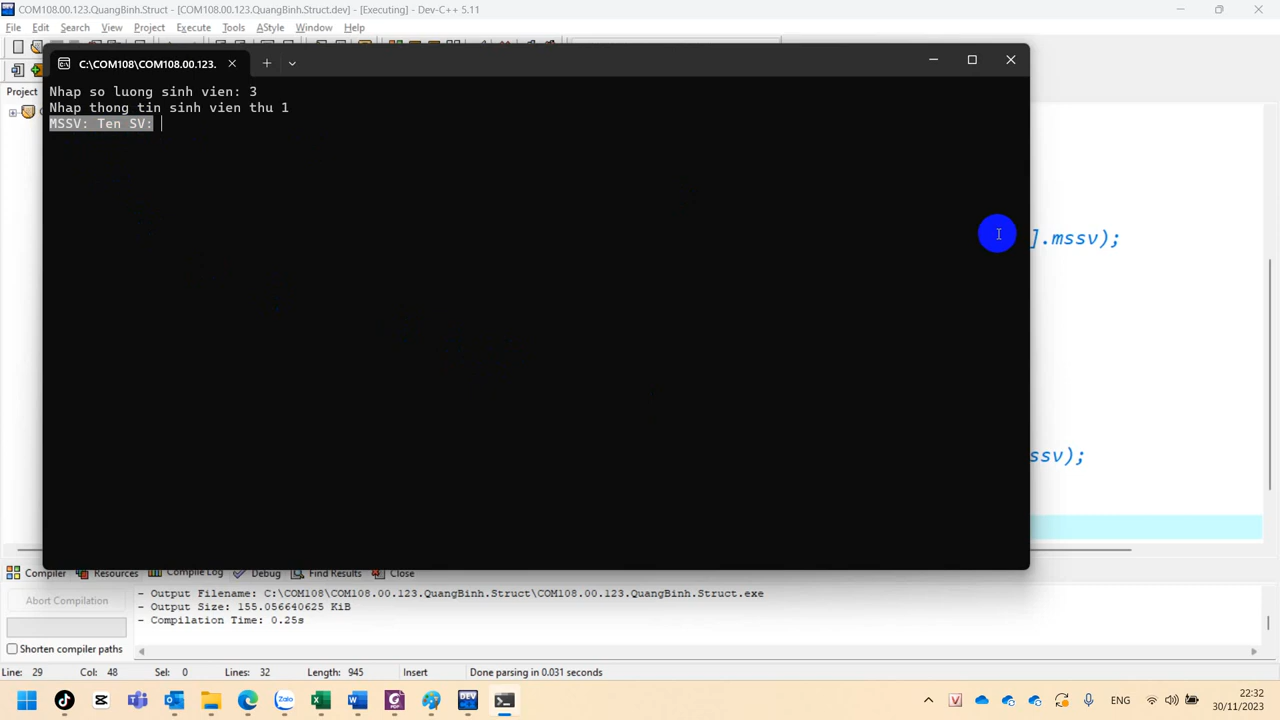 COM108.00.123.QuangBinh.Struct - [COM108.00.123.QuangBinh.Struct.dev] - [Executing] - Dev-C++ 5.11
File Edit Search View Project Execute Tools AStyle Window Help
C:\COM108\COM108.00.123.
Project
Nhap so luong sinh vien: 3
Nhap thong tin sinh vien thu 1
MSSV: Ten SV:
].mssv);
ssv);
Compiler Resources Compile Log Debug Find Results Close
Abort Compilation
- Output Filename: C:\COM108\COM108.00.123.QuangBinh.Struct\COM108.00.123.QuangBinh.Struct.exe
- Output Size: 155.056640625 KiB
- Compilation Time: 0.25s
Shorten compiler paths
Line: 29 Col: 48 Sel: 0 Lines: 32 Length: 945 Insert Done parsing in 0.031 seconds
DEV
ENG
22:32
30/11/2023